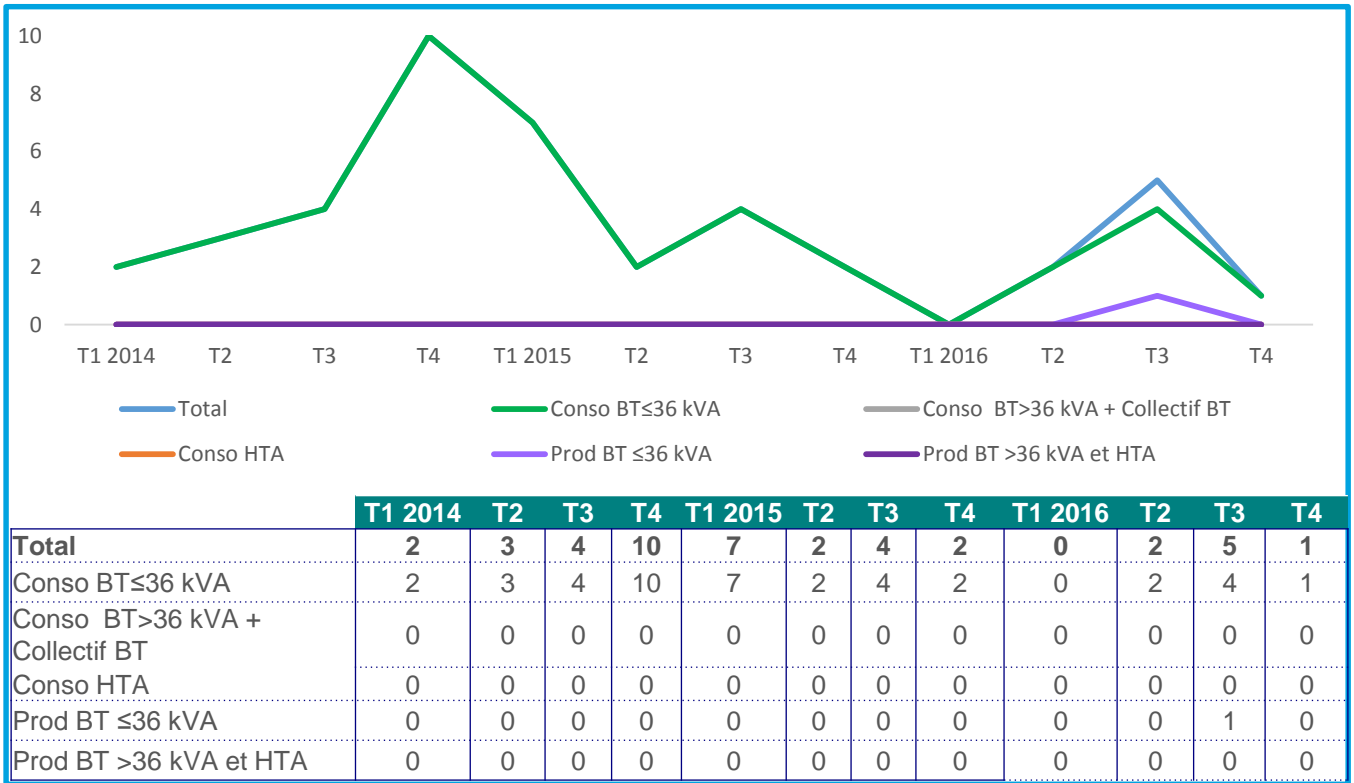 10
8
6
4
2
0
T1 2014 T2 T3 T4 T1 2015 T2 T3 T4 T1 2016 T2 T3 T4
Total Conso BT≤36 kVA Conso  BT>36 kVA + Collectif BT
Conso HTA Prod BT ≤36 kVA Prod BT >36 kVA et HTA
T1 2014 T2 T3 T4 T1 2015 T2 T3 T4 T1 2016 T2 T3 T4
Total 2 3 4 10 7 2 4 2 0 2 5 1
Conso BT≤36 kVA 2 3 4 10 7 2 4 2 0 2 4 1
Conso  BT>36 kVA +
Collectif BT 0 0 0 0 0 0 0 0 0 0 0 0
Conso HTA 0 0 0 0 0 0 0 0 0 0 0 0
Prod BT ≤36 kVA 0 0 0 0 0 0 0 0 0 0 1 0
Prod BT >36 kVA et HTA 0 0 0 0 0 0 0 0 0 0 0 0